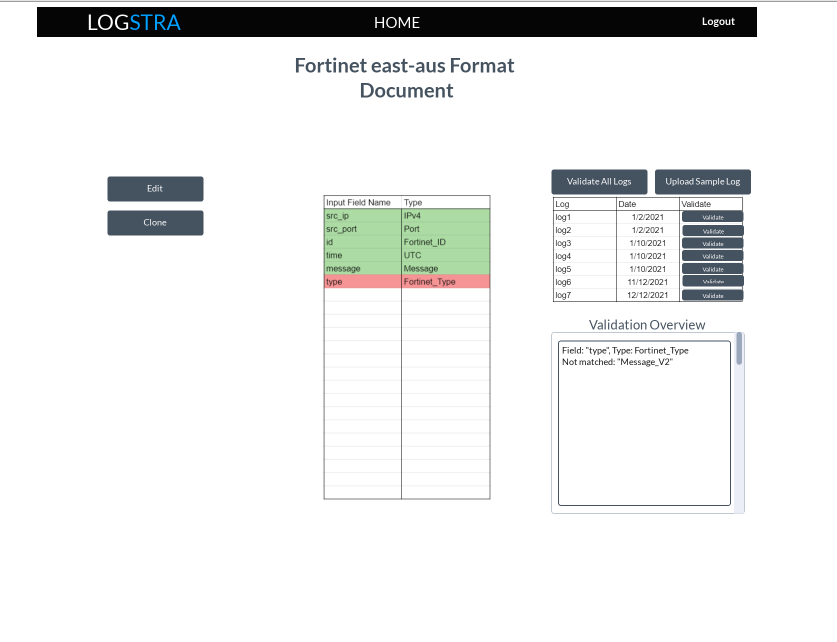 LOGSTRA HOME Logout
Fortinet east-aus Format
Document
Edit
Clone
Input Field Name Type
src_ip IPv4
src_port Port
id Fortinet_ID
time UTC
message Message
type Fortinet_Type
Validate All Logs Upload Sample Log
Log Date Validate
log1 1/2/2021 Validate
log2 1/2/2021 Validate
log3 1/10/2021 Validate
log4 1/10/2021 Validate
log5 1/10/2021 Validate
log6 11/12/2021 Validate
log7 12/12/2021 Validate
Validation Overview
Field: "type", Type: Fortinet_Type
Not matched: "Message_V2"